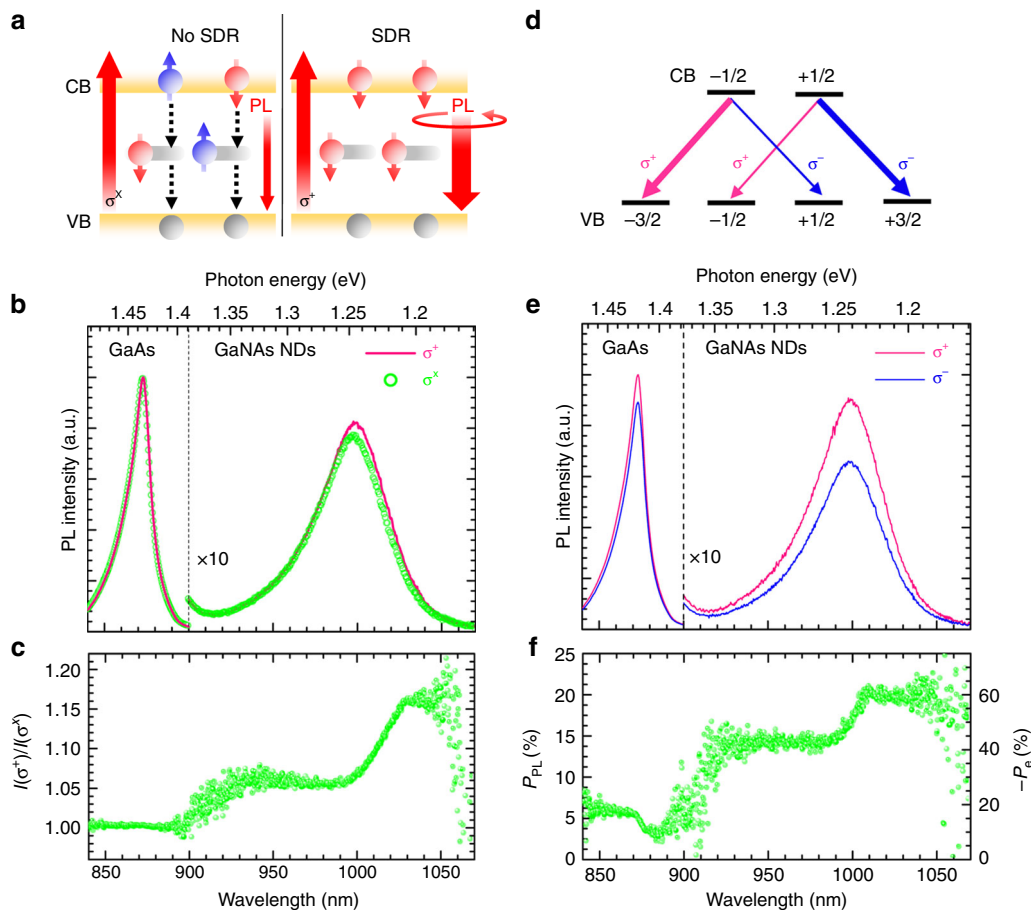 a
No SDR
SDR
CB
PL
PL
σˣ
σ⁺
VB
d
CB
−1/2
+1/2
σ⁺
σ⁺
σ⁻
σ⁻
VB
−3/2
−1/2
+1/2
+3/2
b
Photon energy (eV)
1.45
1.4
1.35
1.3
1.25
1.2
GaAs
GaNAs NDs
σ⁺
σˣ
×10
PL intensity (a.u.)
c
1.20
1.15
1.10
1.05
1.00
I(σ⁺)/I(σˣ)
850
900
950
1000
1050
Wavelength (nm)
e
Photon energy (eV)
1.45
1.4
1.35
1.3
1.25
1.2
GaAs
GaNAs NDs
σ⁺
σ⁻
×10
PL intensity (a.u.)
f
25
20
15
10
5
0
P_PL (%)
60
40
20
0
−P_e (%)
850
900
950
1000
1050
Wavelength (nm)